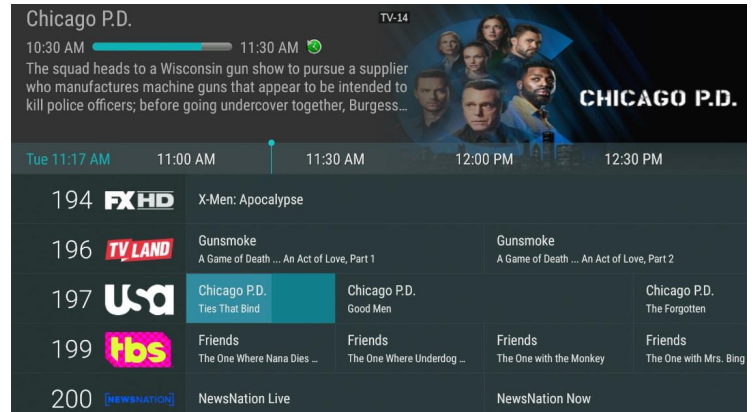 Chicago P.D.
TV-14
10:30 AM 11:30 AM
The squad heads to a Wisconsin gun show to pursue a supplier
who manufactures machine guns that appear to be intended to
kill police officers; before going undercover together, Burgess...
CHICAGO P.D.
Tue 11:17 AM 11:00 AM 11:30 AM 12:00 PM 12:30 PM
194 FX HD X-Men: Apocalypse
196 TV LAND Gunsmoke Gunsmoke
A Game of Death ... An Act of Love, Part 1 A Game of Death ... An Act of Love, Part 2
197 USA Chicago P.D. Chicago P.D. Chicago P.D.
Ties That Bind Good Men The Forgotten
199 tbs Friends Friends Friends Friends
The One Where Nana Dies ... The One Where Underdog ... The One with the Monkey The One with Mrs. Bing
200 [NEWSNATION] NewsNation Live NewsNation Now